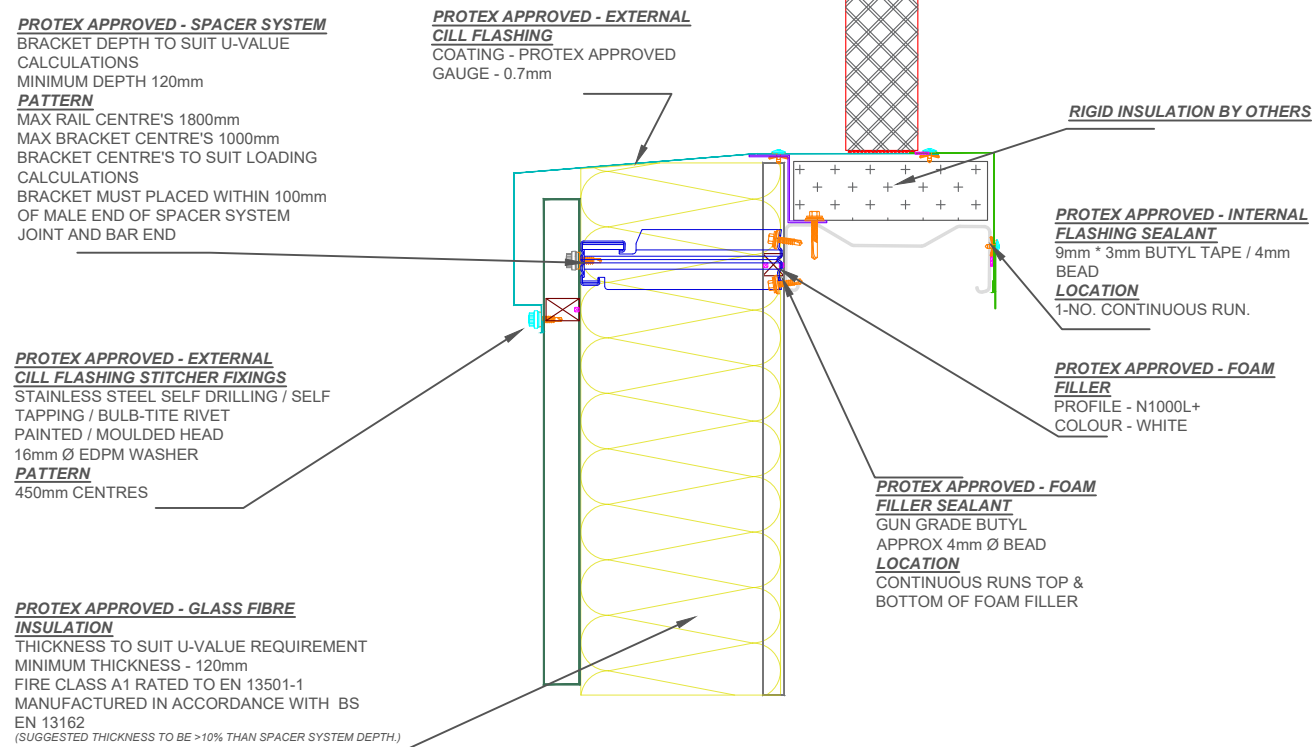 PROTEX APPROVED - SPACER SYSTEM
BRACKET DEPTH TO SUIT U-VALUE
CALCULATIONS
MINIMUM DEPTH 120mm
PATTERN
MAX RAIL CENTRE'S 1800mm
MAX BRACKET CENTRE'S 1000mm
BRACKET CENTRE'S TO SUIT LOADING
CALCULATIONS
BRACKET MUST PLACED WITHIN 100mm
OF MALE END OF SPACER SYSTEM
JOINT AND BAR END
PROTEX APPROVED - EXTERNAL
CILL FLASHING
COATING - PROTEX APPROVED
GAUGE - 0.7mm
RIGID INSULATION BY OTHERS
PROTEX APPROVED - INTERNAL
FLASHING SEALANT
9mm * 3mm BUTYL TAPE / 4mm
BEAD
LOCATION
1-NO. CONTINUOUS RUN.
PROTEX APPROVED - EXTERNAL
CILL FLASHING STITCHER FIXINGS
STAINLESS STEEL SELF DRILLING / SELF
TAPPING / BULB-TITE RIVET
PAINTED / MOULDED HEAD
16mm Ø EDPM WASHER
PATTERN
450mm CENTRES
PROTEX APPROVED - FOAM
FILLER
PROFILE - N1000L+
COLOUR - WHITE
PROTEX APPROVED - FOAM
FILLER SEALANT
GUN GRADE BUTYL
APPROX 4mm Ø BEAD
LOCATION
CONTINUOUS RUNS TOP &
BOTTOM OF FOAM FILLER
PROTEX APPROVED - GLASS FIBRE
INSULATION
THICKNESS TO SUIT U-VALUE REQUIREMENT
MINIMUM THICKNESS - 120mm
FIRE CLASS A1 RATED TO EN 13501-1
MANUFACTURED IN ACCORDANCE WITH BS
EN 13162
(SUGGESTED THICKNESS TO BE >10% THAN SPACER SYSTEM DEPTH.)